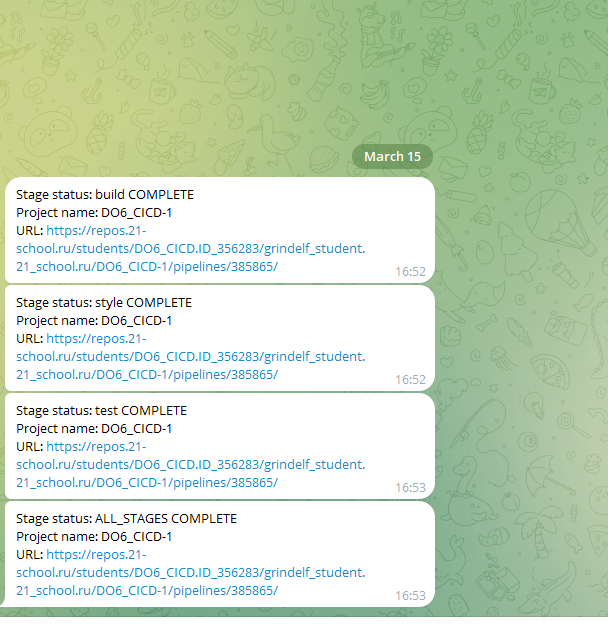 March 15
Stage status: build COMPLETE
Project name: DO6_CICD-1
URL: https://repos.21-
school.ru/students/DO6_CICD.ID_356283/grindelf_student.
21_school.ru/DO6_CICD-1/pipelines/385865/
16:52
Stage status: style COMPLETE
Project name: DO6_CICD-1
URL: https://repos.21-
school.ru/students/DO6_CICD.ID_356283/grindelf_student.
21_school.ru/DO6_CICD-1/pipelines/385865/
16:52
Stage status: test COMPLETE
Project name: DO6_CICD-1
URL: https://repos.21-
school.ru/students/DO6_CICD.ID_356283/grindelf_student.
21_school.ru/DO6_CICD-1/pipelines/385865/
16:53
Stage status: ALL_STAGES COMPLETE
Project name: DO6_CICD-1
URL: https://repos.21-
school.ru/students/DO6_CICD.ID_356283/grindelf_student.
21_school.ru/DO6_CICD-1/pipelines/385865/
16:53